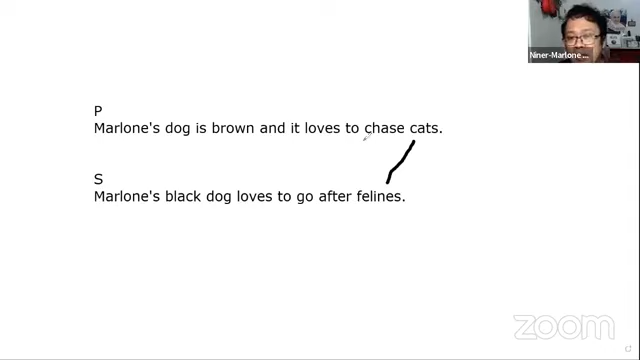 Niner-Marlone ...
P
Marlone's dog is brown and it loves to chase cats.
S
Marlone's black dog loves to go after felines.
zoom